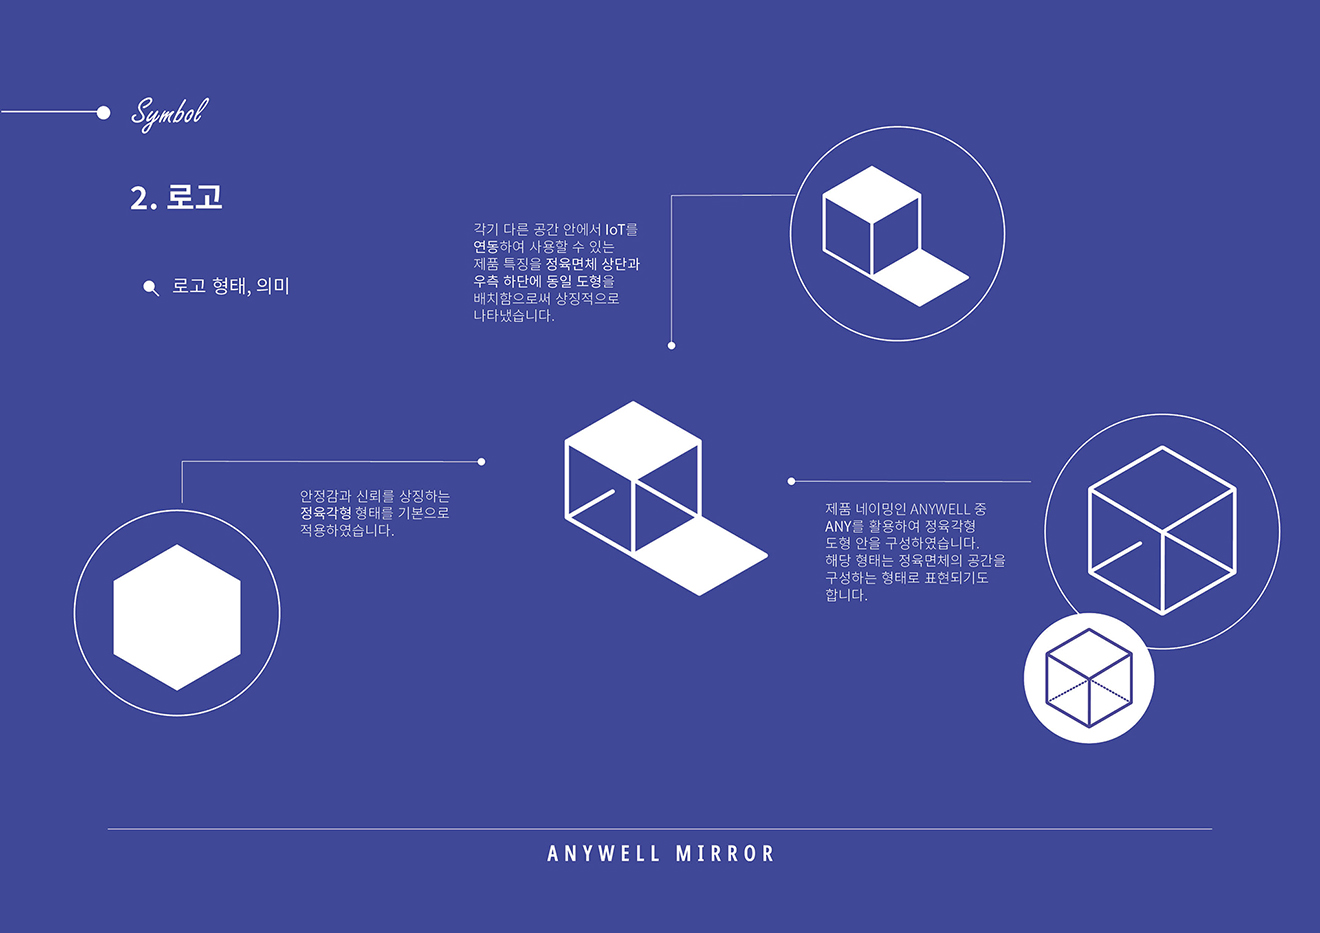 Symbol
2. 로고
로고 형태, 의미
각기 다른 공간 안에서 IoT를
연동하여 사용할 수 있는
제품 특징을 정육면체 상단과
우측 하단에 동일 도형을
배치함으로써 상징적으로
나타냈습니다.
안정감과 신뢰를 상징하는
정육각형 형태를 기본으로
적용하였습니다.
제품 네이밍인 ANYWELL 중
ANY를 활용하여 정육각형
도형 안을 구성하였습니다.
해당 형태는 정육면체의 공간을
구성하는 형태로 표현되기도
합니다.
ANYWELL MIRROR